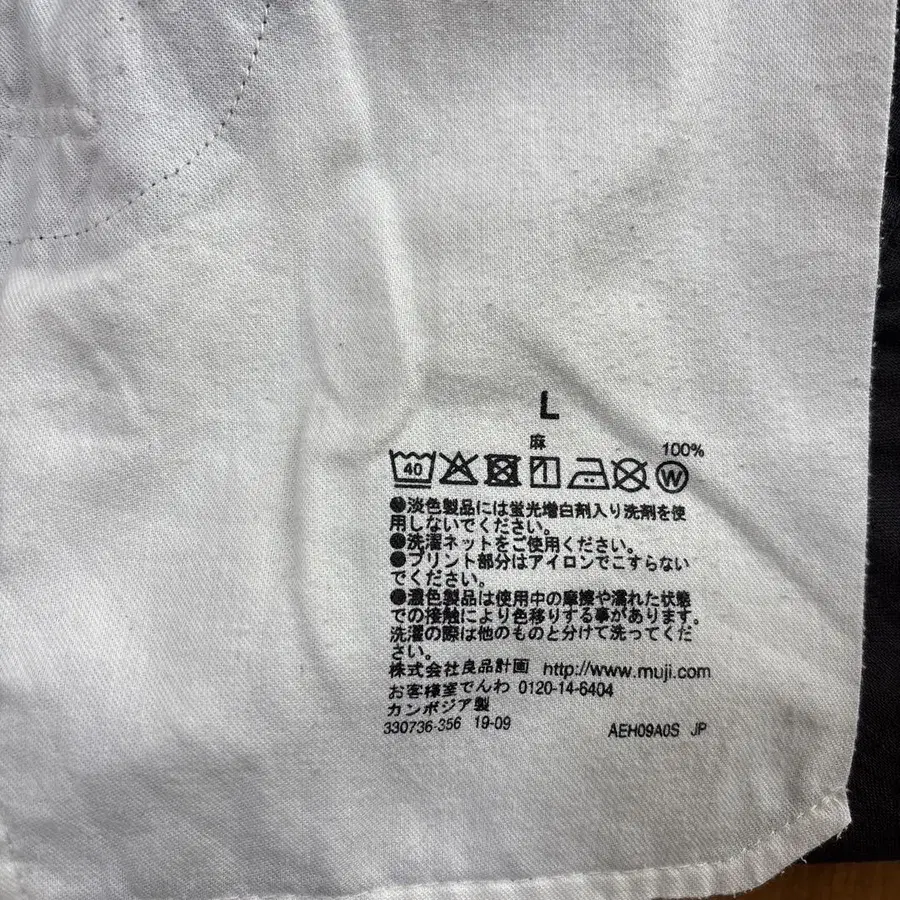 L
麻 100%
40 W
●淡色製品には蛍光増白剤入り洗剤を使
用しないでください。
●洗濯ネットをご使用ください。
●プリント部分はアイロンでこすらない
でください。
●濃色製品は使用中の摩擦や濡れた状態
での接触により色移りする事があります。
洗濯の際は他のものと分けて洗ってくだ
さい。
株式会社良品計画 http://www.muji.com
お客様室でんわ 0120-14-6404
カンボジア製
330736-356 19-09 AEH09A0S JP